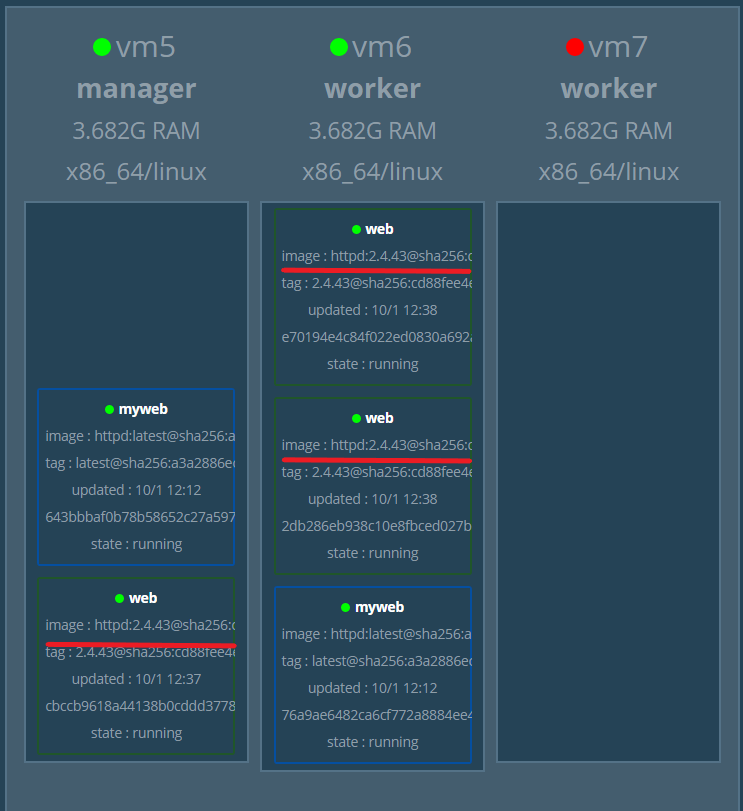 vm5
manager
3.682G RAM
x86_64/linux
myweb
image : httpd:latest@sha256:a
tag : latest@sha256:a3a2886e
updated : 10/1 12:12
643bbbaf0b78b58652c27a597
state : running
web
image : httpd:2.4.43@sha256:c
tag : 2.4.43@sha256:cd88fee4e
updated : 10/1 12:37
cbccb9618a44138b0cddd3778
state : running
vm6
worker
3.682G RAM
x86_64/linux
web
image : httpd:2.4.43@sha256:c
tag : 2.4.43@sha256:cd88fee4e
updated : 10/1 12:38
e70194e4c84f022ed0830a692
state : running
web
image : httpd:2.4.43@sha256:c
tag : 2.4.43@sha256:cd88fee4e
updated : 10/1 12:38
2db286eb938c10e8fbced027b
state : running
myweb
image : httpd:latest@sha256:a
tag : latest@sha256:a3a2886e
updated : 10/1 12:12
76a9ae6482ca6cf772a8884ee4
state : running
vm7
worker
3.682G RAM
x86_64/linux